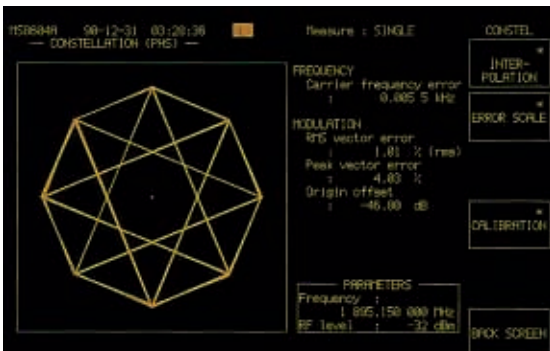 MS8604A 90-12-31 03:28:36 Measure : SINGLE CONSTEL
— CONSTELLATION (PHS) —
*
INTER-
POLATION
FREQUENCY
Carrier frequency error
: 0.005 5 kHz
*
ERROR SCALE
MODULATION
RMS vector error
: 1.01 % (rms)
Peak vector error
: 4.03 %
Origin offset
: -46.00 dB
CALIBRATION
PARAMETERS
Frequency :
1 895.150 000 MHz
RF level : -32 dBm
BACK SCREEN